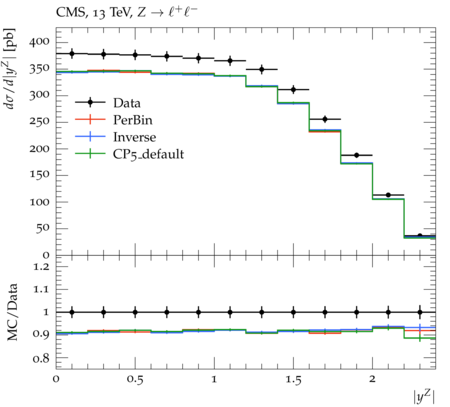 CMS, 13 TeV, Z → ℓ⁺ℓ⁻
dσ/d|y^Z| [pb]
400
350
300
250
200
150
100
50
0
Data
PerBin
Inverse
CP5_default
MC/Data
1.2
1.1
1
0.9
0.8
0 0.5 1 1.5 2
|y^Z|